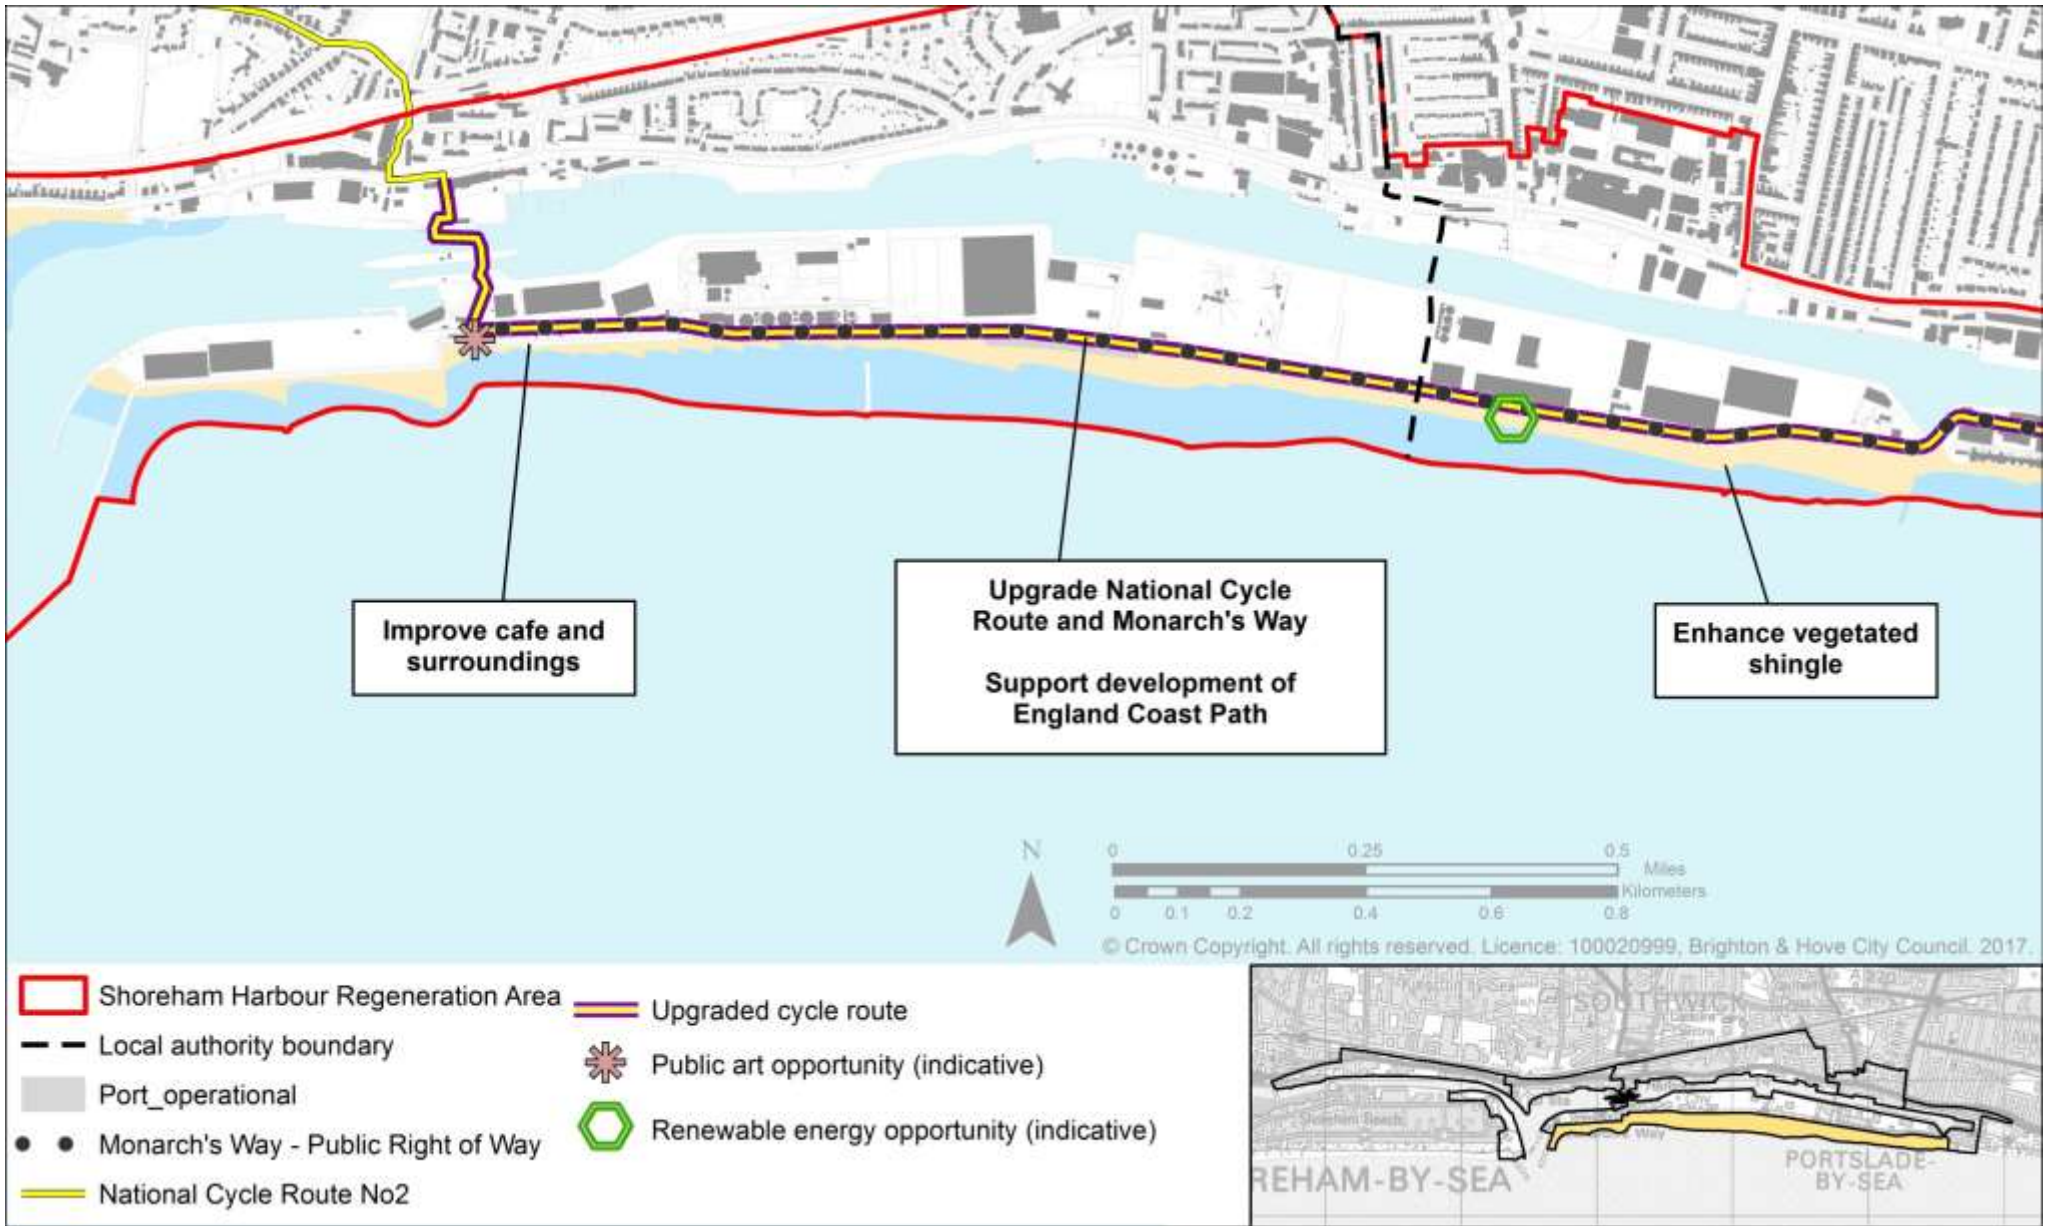 Improve cafe and
surroundings
Upgrade National Cycle
Route and Monarch's Way
Support development of
England Coast Path
Enhance vegetated
shingle
N
0 0.25 0.5
Miles
Kilometers
0 0.1 0.2 0.4 0.6 0.8
© Crown Copyright. All rights reserved. Licence: 100020999, Brighton & Hove City Council. 2017.
Shoreham Harbour Regeneration Area
Local authority boundary
Port_operational
Monarch's Way - Public Right of Way
National Cycle Route No2
Upgraded cycle route
Public art opportunity (indicative)
Renewable energy opportunity (indicative)
SOUTHWICK
REHAM-BY-SEA
PORTSLADE-
BY-SEA